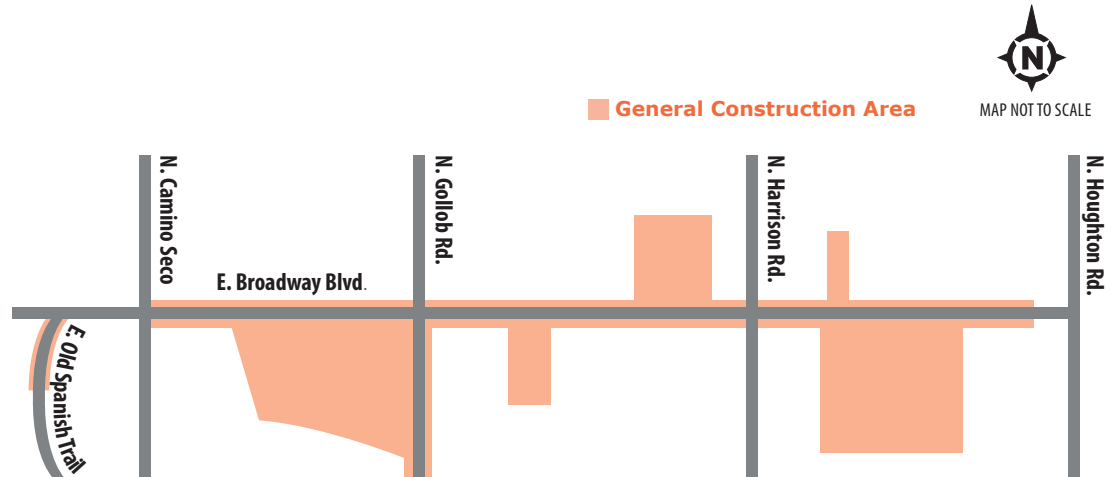 N
General Construction Area
MAP NOT TO SCALE
N. Camino Seco
N. Gollob Rd.
N. Harrison Rd.
N. Houghton Rd.
E. Broadway Blvd.
E. Old Spanish Trail